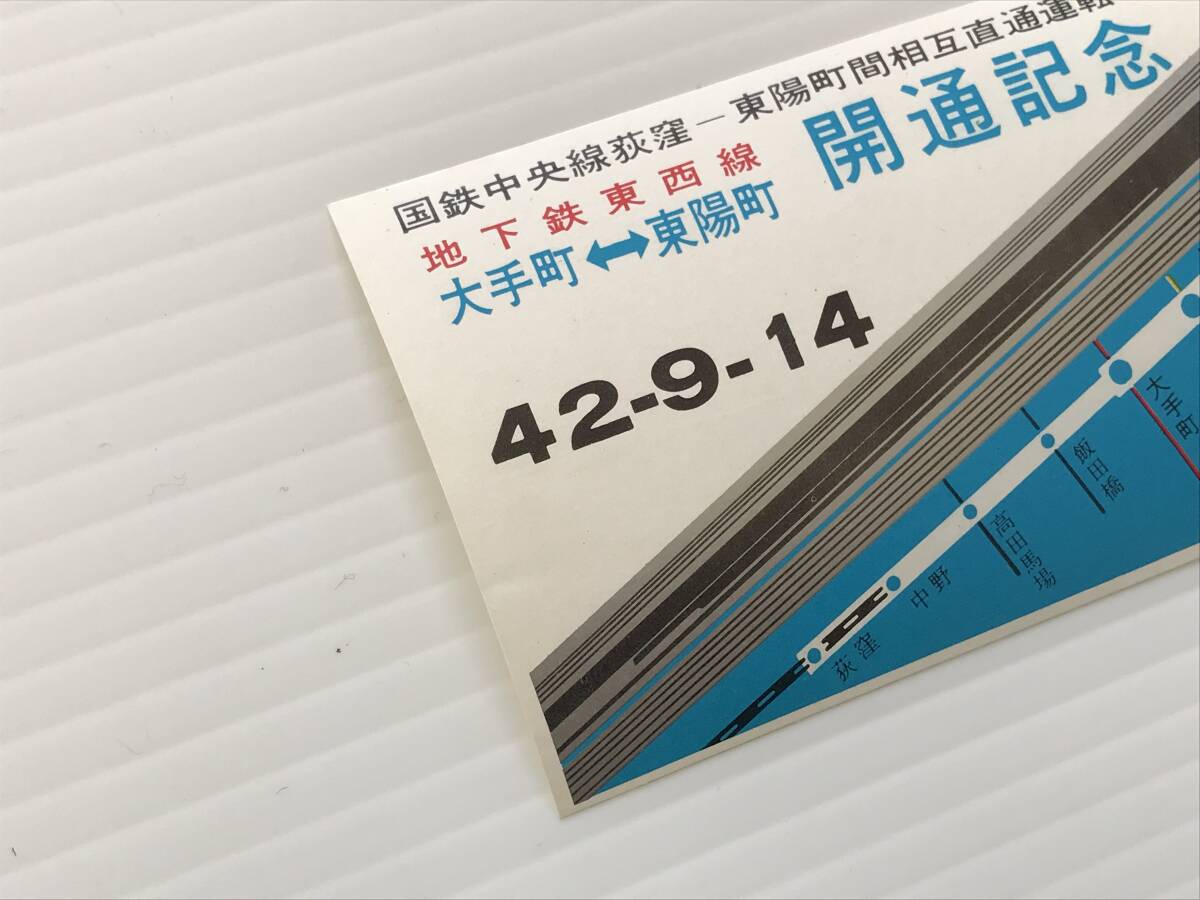 国鉄中央線荻窪－東陽町間相互直通運転
地下鉄東西線
大手町↔東陽町
開通記念
42-9-14
大手町
飯田橋
高田馬場
中野
荻窪